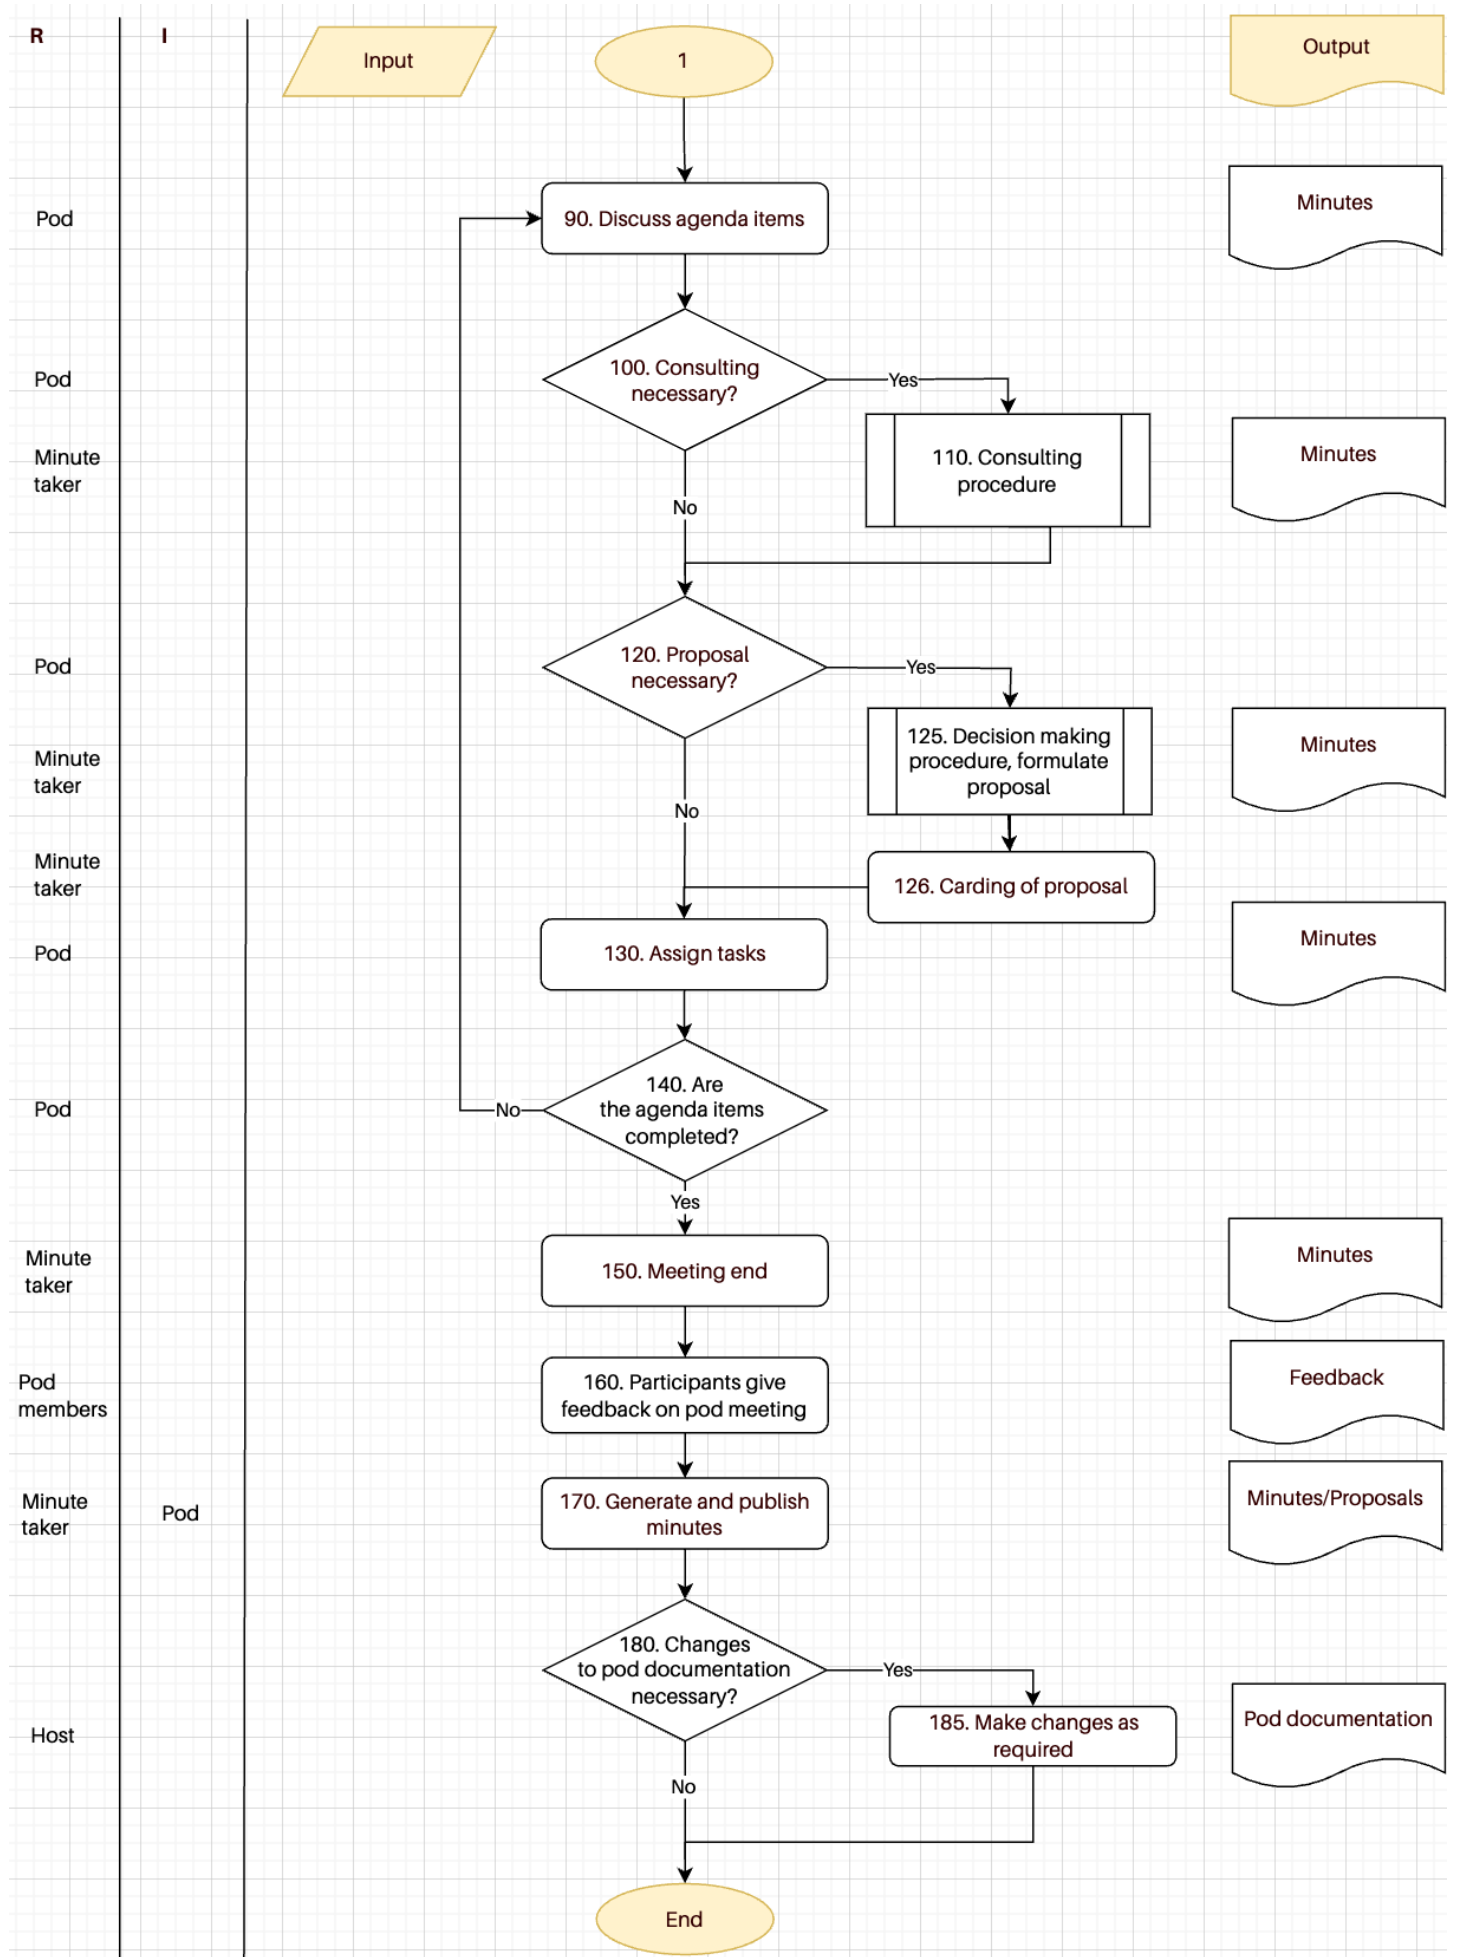 R
I
Input
1
Output
Pod
90. Discuss agenda items
Minutes
Pod
100. Consulting
necessary?
Yes
Minute
taker
110. Consulting
procedure
Minutes
No
Pod
120. Proposal
necessary?
Yes
Minute
taker
125. Decision making
procedure, formulate
proposal
Minutes
No
Minute
taker
126. Carding of proposal
Pod
130. Assign tasks
Minutes
Pod
No
140. Are
the agenda items
completed?
Yes
Minute
taker
150. Meeting end
Minutes
Pod
members
160. Participants give
feedback on pod meeting
Feedback
Minute
taker
Pod
170. Generate and publish
minutes
Minutes/Proposals
180. Changes
to pod documentation
necessary?
Yes
Host
185. Make changes as
required
Pod documentation
No
End